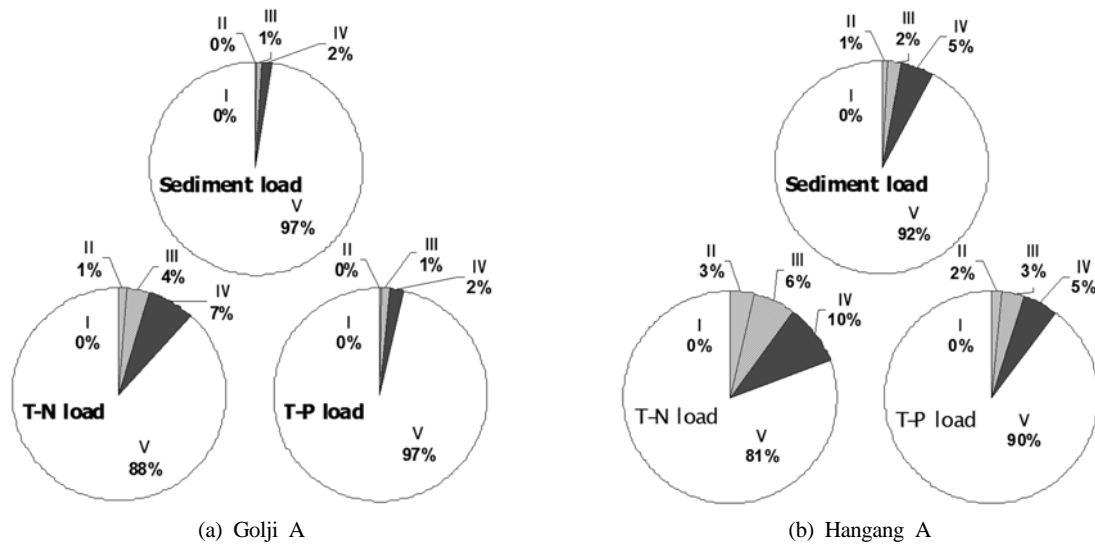 II
0%
III
1%
IV
2%
I
0%
Sediment load
V
97%
II
1%
III
4%
IV
7%
I
0%
T-N load
V
88%
II
0%
III
1%
IV
2%
I
0%
T-P load
V
97%
(a) Golji A
II
1%
III
2%
IV
5%
I
0%
Sediment load
V
92%
II
3%
III
6%
IV
10%
I
0%
T-N load
V
81%
II
2%
III
3%
IV
5%
I
0%
T-P load
V
90%
(b) Hangang A